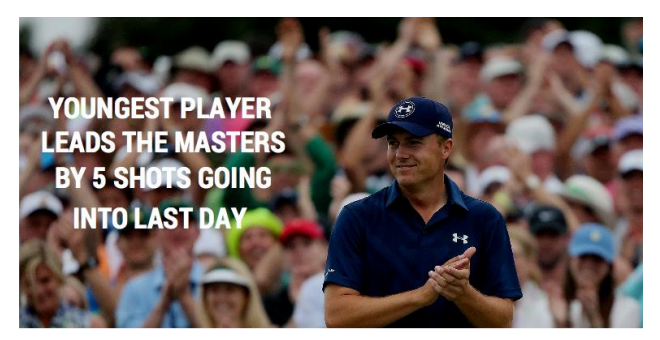 YOUNGEST PLAYER
LEADS THE MASTERS
BY 5 SHOTS GOING
INTO LAST DAY